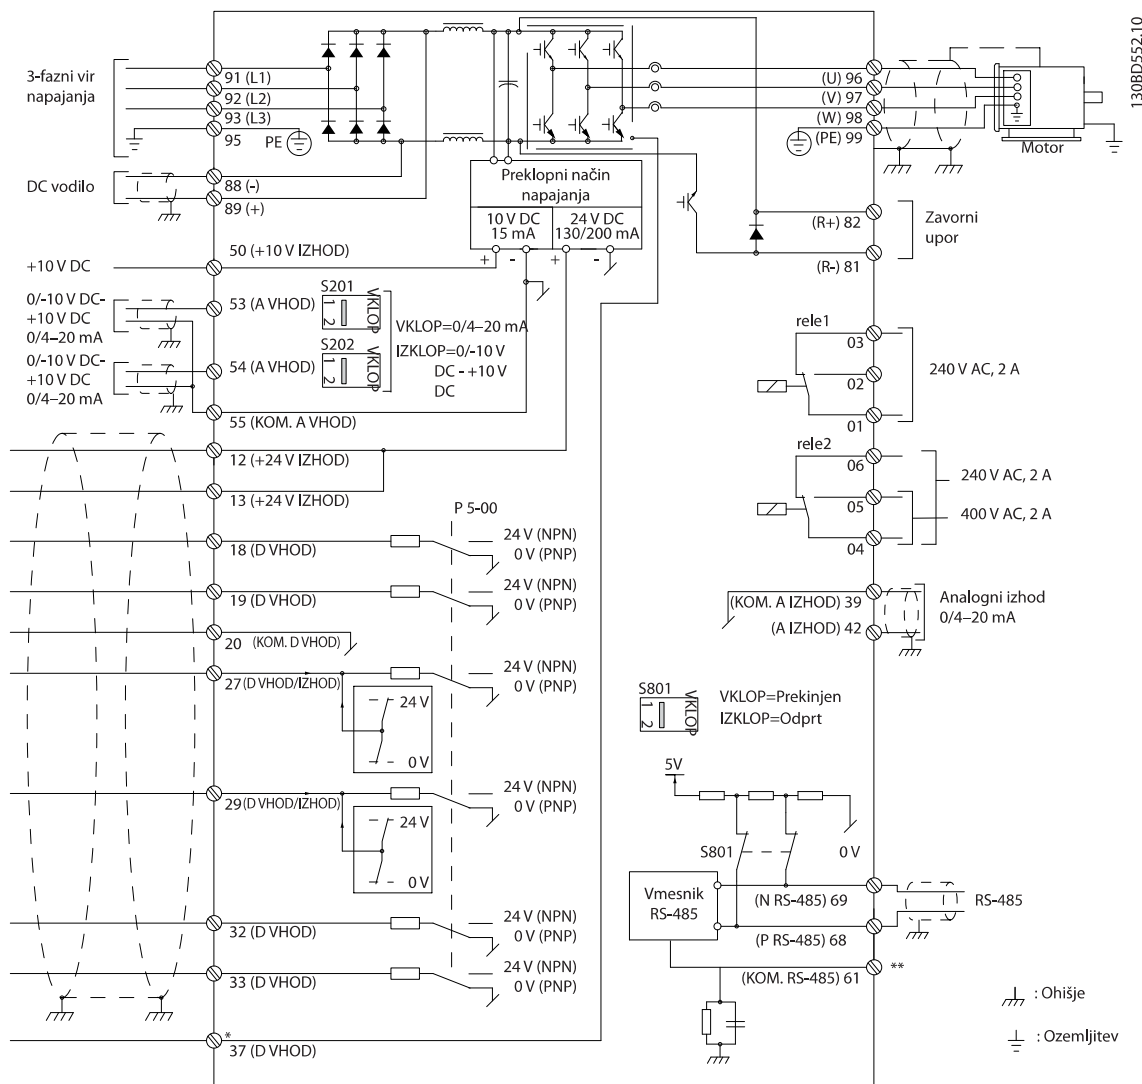 130BD552.10
3-fazni vir
napajanja
91 (L1)
92 (L2)
93 (L3)
95
PE
DC vodilo
88 (-)
89 (+)
50 (+10 V IZHOD)
+10 V DC
0/-10 V DC-
+10 V DC
0/4–20 mA
0/-10 V DC-
+10 V DC
0/4–20 mA
53 (A VHOD)
54 (A VHOD)
55 (KOM. A VHOD)
12 (+24 V IZHOD)
13 (+24 V IZHOD)
18 (D VHOD)
19 (D VHOD)
20 (KOM. D VHOD)
27 (D VHOD/IZHOD)
24 V
0 V
29 (D VHOD/IZHOD)
24 V
0 V
32 (D VHOD)
33 (D VHOD)
*
37 (D VHOD)
S201
1
2
VKLOP
S202
1
2
VKLOP
VKLOP=0/4–20 mA
IZKLOP=0/-10 V
DC - +10 V
DC
Preklopni način
napajanja
10 V DC
15 mA
24 V DC
130/200 mA
+ - + -
P 5-00
24 V (NPN)
0 V (PNP)
24 V (NPN)
0 V (PNP)
24 V (NPN)
0 V (PNP)
24 V (NPN)
0 V (PNP)
24 V (NPN)
0 V (PNP)
24 V (NPN)
0 V (PNP)
(U) 96
(V) 97
(W) 98
(PE) 99
Motor
(R+) 82
(R-) 81
Zavorni
upor
rele1
03
02
01
240 V AC, 2 A
rele2
06
05
04
240 V AC, 2 A
400 V AC, 2 A
(KOM. A IZHOD) 39
(A IZHOD) 42
Analogni izhod
0/4–20 mA
S801
1
2
VKLOP
VKLOP=Prekinjen
IZKLOP=Odprt
5V
S801
0 V
Vmesnik
RS-485
(N RS-485) 69
(P RS-485) 68
(KOM. RS-485) 61
RS-485
**
: Ohišje
: Ozemljitev